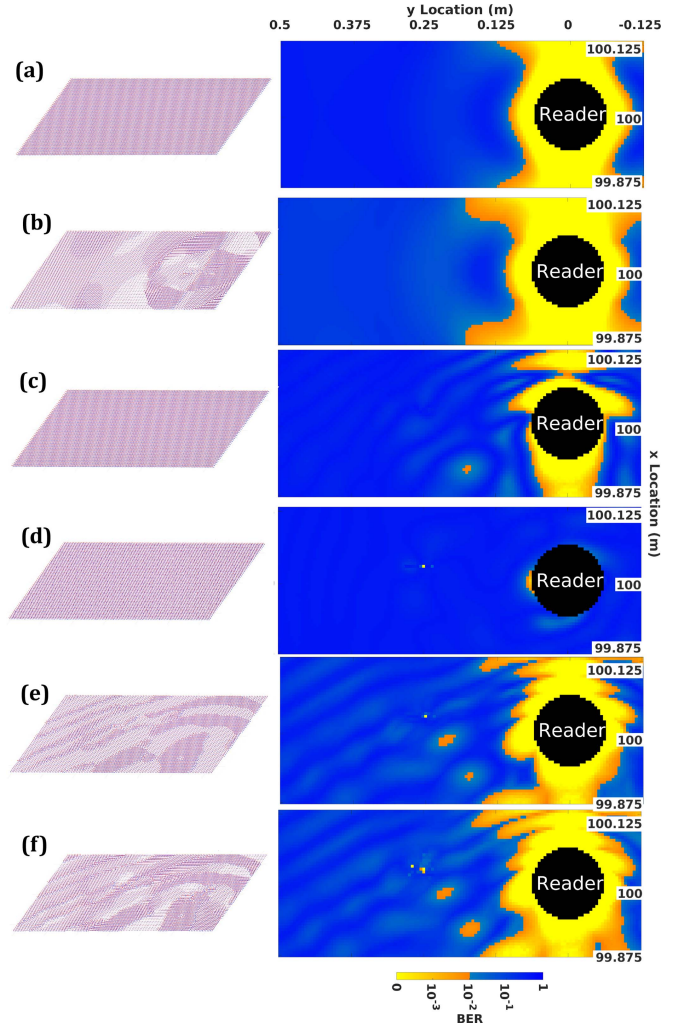 y Location (m)
0.5 0.375 0.25 0.125 0 -0.125
(a)
100.125
Reader
100
99.875
(b)
100.125
Reader
100
99.875
(c)
100.125
Reader
100
99.875
x Location (m)
(d)
100.125
Reader
100
99.875
(e)
100.125
Reader
100
99.875
(f)
100.125
Reader
100
99.875
0 10-3 10-2 10-1 1
BER